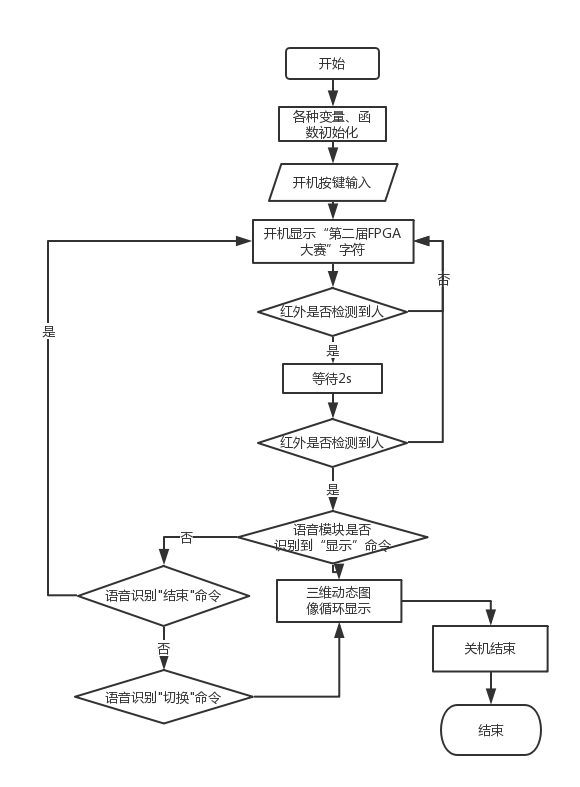 开始
各种变量、函
数初始化
开机按键输入
开机显示“第二届FPGA
大赛”字符
否
红外是否检测到人
是
是
等待2s
红外是否检测到人
是
语音模块是否
识别到“显示”命令
否
语音识别"结束"命令
三维动态图
像循环显示
否
关机结束
语音识别"切换"命令
结束